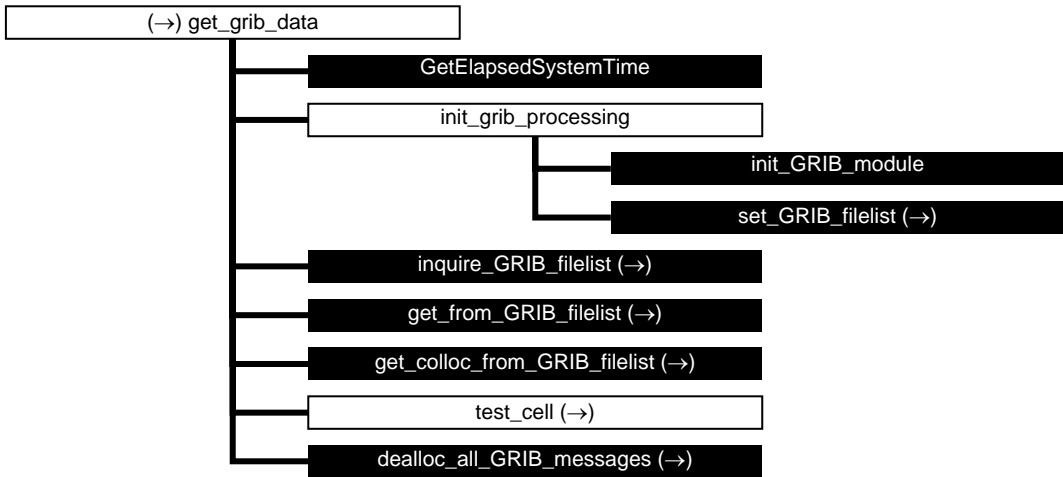 (→) get_grib_data
GetElapsedSystemTime
init_grib_processing
init_GRIB_module
set_GRIB_filelist (→)
inquire_GRIB_filelist (→)
get_from_GRIB_filelist (→)
get_colloc_from_GRIB_filelist (→)
test_cell (→)
dealloc_all_GRIB_messages (→)